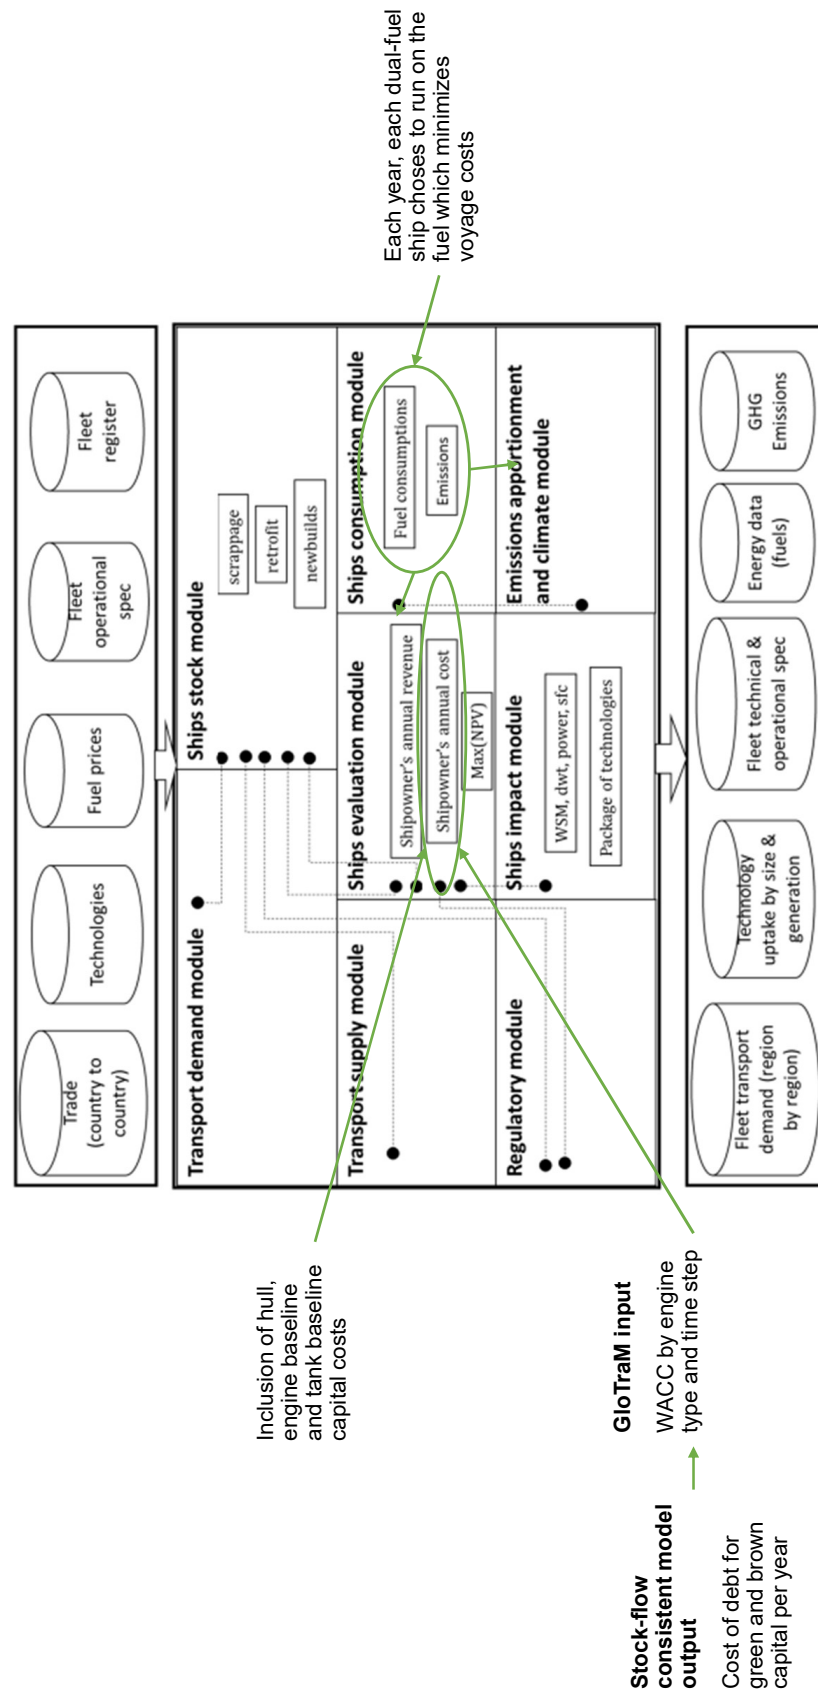 Trade
(country to
country)
Technologies
Fuel prices
Fleet
operational
spec
Fleet
register
Transport demand module
Ships stock module
scrappage
retrofit
newbuilds
Transport supply module
Ships evaluation module
Shipowner's annual revenue
Shipowner's annual cost
Max(NPV)
Ships consumption module
Fuel consumptions
Emissions
Regulatory module
Ships impact module
WSM, dwt, power, sfc
Package of technologies
Emissions apportionment
and climate module
Fleet transport
demand (region
by region)
Technology
uptake by size &
generation
Fleet technical &
operational spec
Energy data
(fuels)
GHG
Emissions
Each year, each dual-fuel
ship choses to run on the
fuel which minimizes
voyage costs
Inclusion of hull,
engine baseline
and tank baseline
capital costs
GloTraM input
WACC by engine
type and time step
Stock-flow
consistent model
output
Cost of debt for
green and brown
capital per year